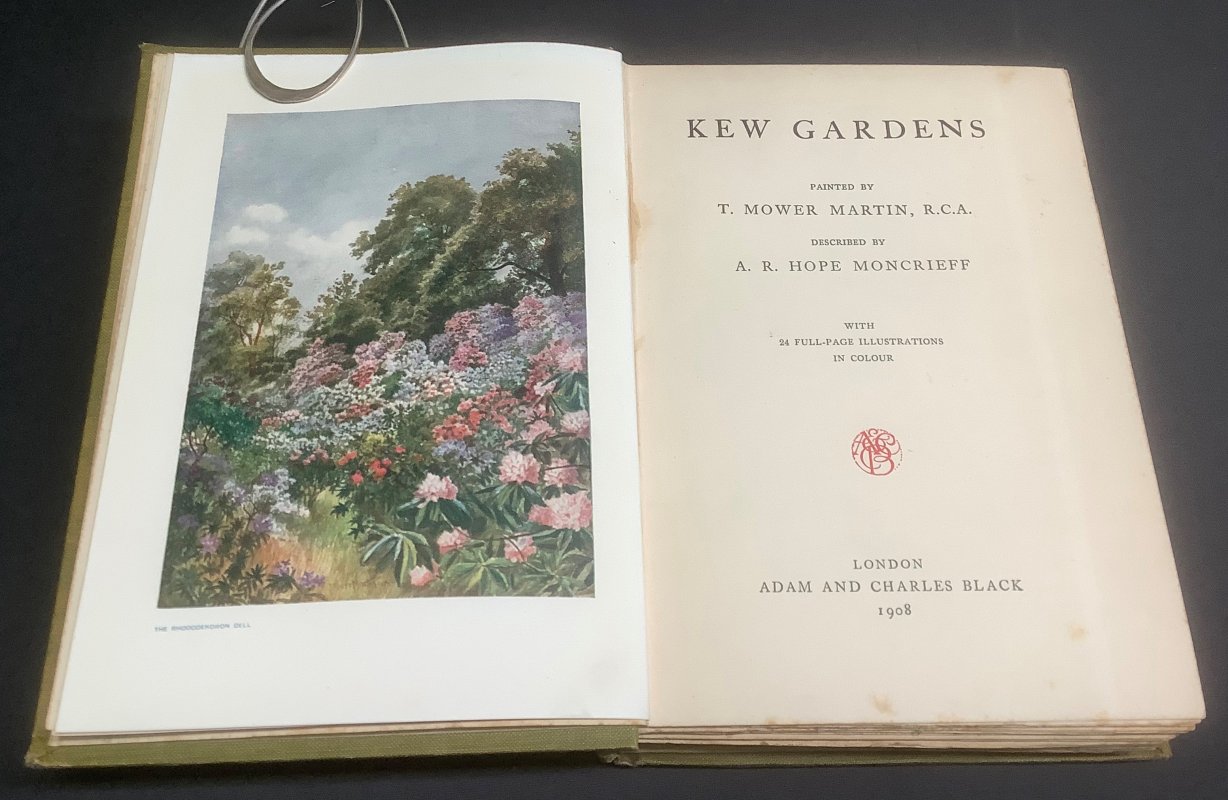 THE RHODODENDRON DELL
KEW GARDENS
PAINTED BY
T. MOWER MARTIN, R.C.A.
DESCRIBED BY
A. R. HOPE MONCRIEFF
WITH
24 FULL-PAGE ILLUSTRATIONS
IN COLOUR
LONDON
ADAM AND CHARLES BLACK
1908